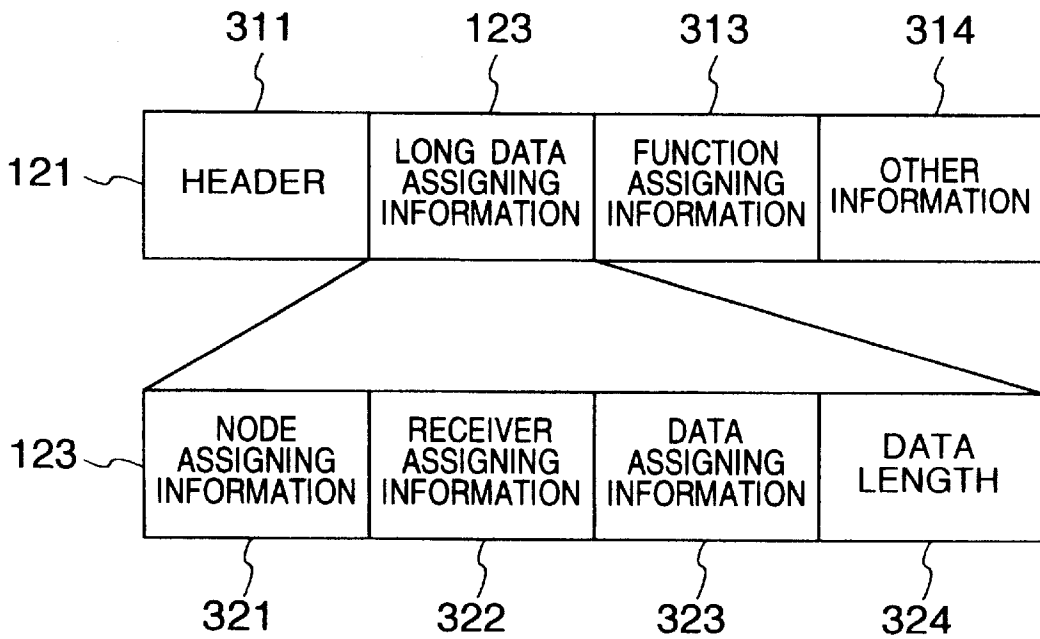 311 123 313 314
121
HEADER
LONG DATA
ASSIGNING
INFORMATION
FUNCTION
ASSIGNING
INFORMATION
OTHER
INFORMATION
123
NODE
ASSIGNING
INFORMATION
RECEIVER
ASSIGNING
INFORMATION
DATA
ASSIGNING
INFORMATION
DATA
LENGTH
321 322 323 324